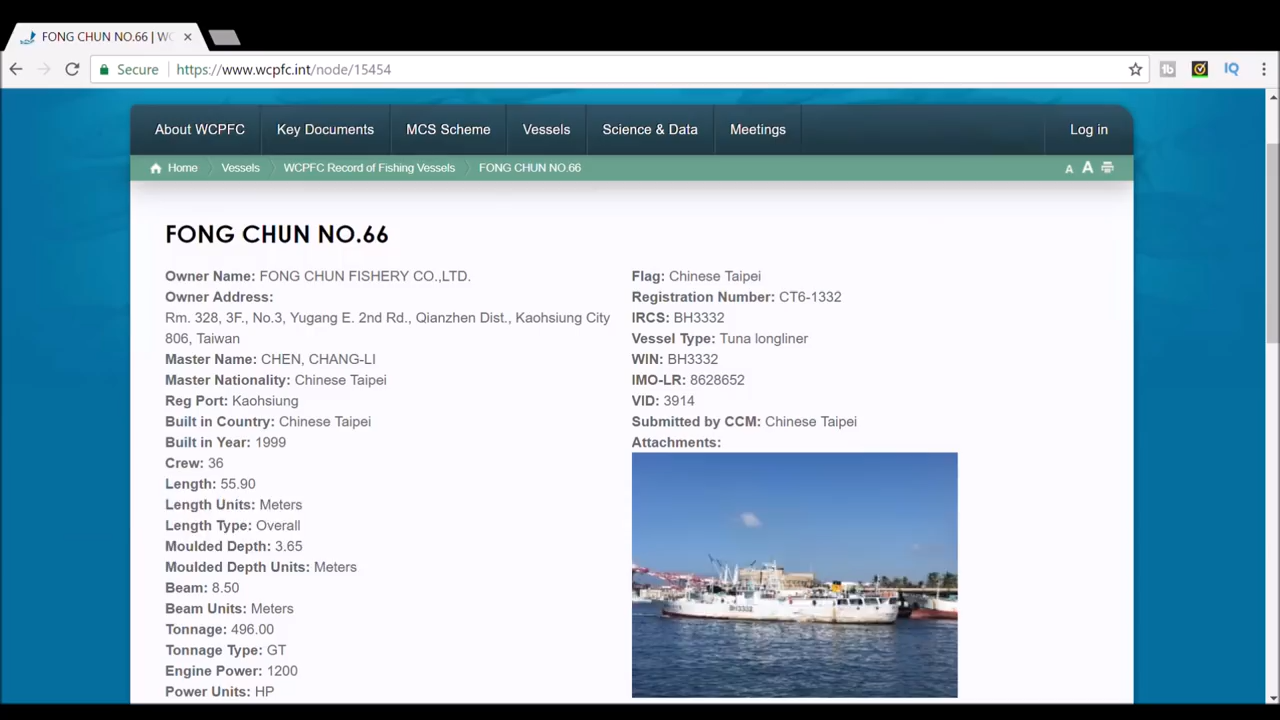 FONG CHUN NO.66 | WC
Secure https://www.wcpfc.int/node/15454
About WCPFC Key Documents MCS Scheme Vessels Science & Data Meetings Log in
Home Vessels WCPFC Record of Fishing Vessels FONG CHUN NO.66 A A
FONG CHUN NO.66
Owner Name: FONG CHUN FISHERY CO.,LTD.
Owner Address:
Rm. 328, 3F., No.3, Yugang E. 2nd Rd., Qianzhen Dist., Kaohsiung City
806, Taiwan
Master Name: CHEN, CHANG-LI
Master Nationality: Chinese Taipei
Reg Port: Kaohsiung
Built in Country: Chinese Taipei
Built in Year: 1999
Crew: 36
Length: 55.90
Length Units: Meters
Length Type: Overall
Moulded Depth: 3.65
Moulded Depth Units: Meters
Beam: 8.50
Beam Units: Meters
Tonnage: 496.00
Tonnage Type: GT
Engine Power: 1200
Power Units: HP
Flag: Chinese Taipei
Registration Number: CT6-1332
IRCS: BH3332
Vessel Type: Tuna longliner
WIN: BH3332
IMO-LR: 8628652
VID: 3914
Submitted by CCM: Chinese Taipei
Attachments:
BH3332